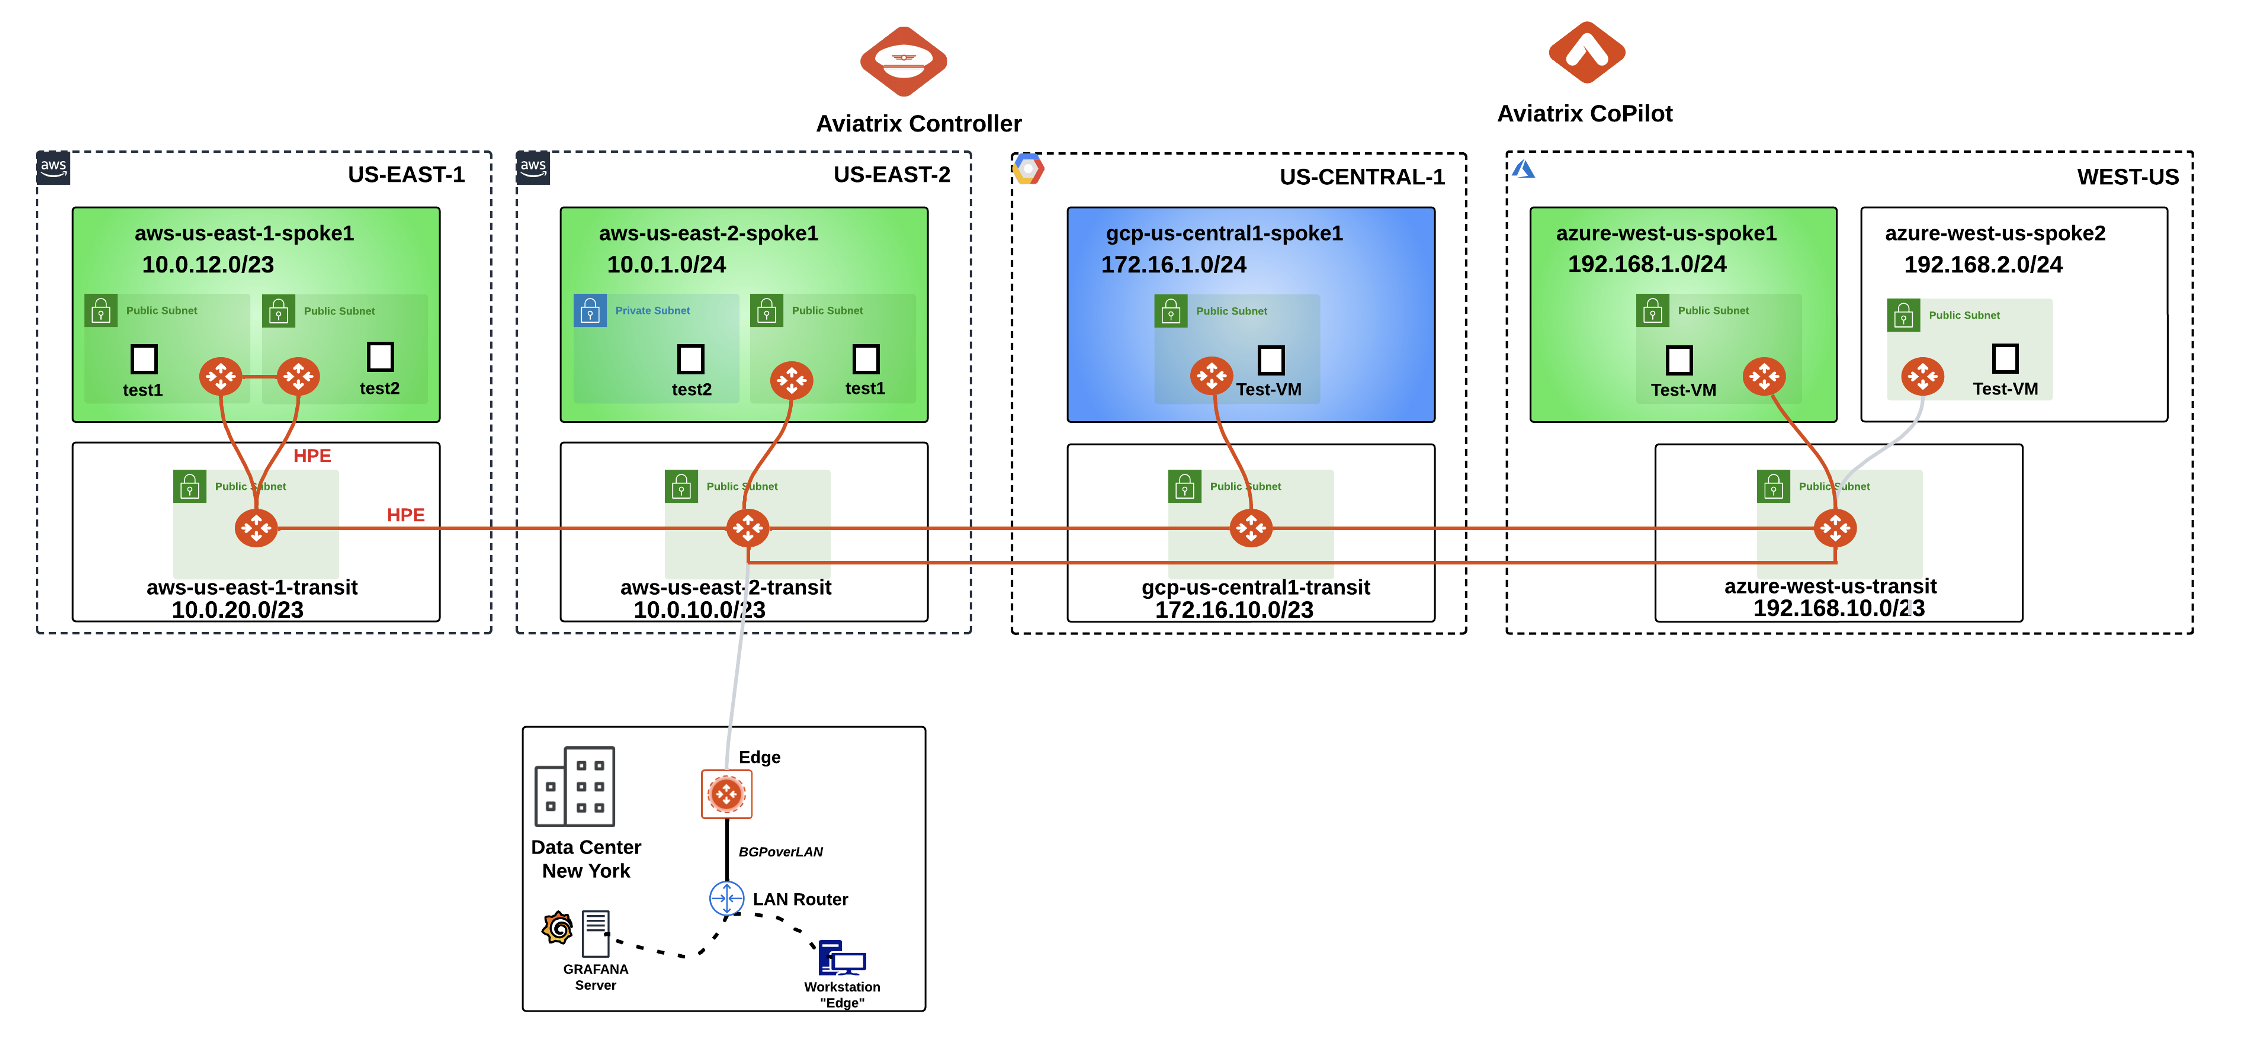 Aviatrix Controller
Aviatrix CoPilot
aws
US-EAST-1
aws-us-east-1-spoke1
10.0.12.0/23
Public Subnet
Public Subnet
test1
test2
HPE
Public Subnet
HPE
aws-us-east-1-transit
10.0.20.0/23
aws
US-EAST-2
aws-us-east-2-spoke1
10.0.1.0/24
Private Subnet
Public Subnet
test2
test1
Public Subnet
aws-us-east-2-transit
10.0.10.0/23
US-CENTRAL-1
gcp-us-central1-spoke1
172.16.1.0/24
Public Subnet
Test-VM
Public Subnet
gcp-us-central1-transit
172.16.10.0/23
WEST-US
azure-west-us-spoke1
192.168.1.0/24
Public Subnet
Test-VM
azure-west-us-spoke2
192.168.2.0/24
Public Subnet
Test-VM
Public Subnet
azure-west-us-transit
192.168.10.0/23
Edge
Data Center
New York
BGPoverLAN
LAN Router
GRAFANA
Server
Workstation
"Edge"